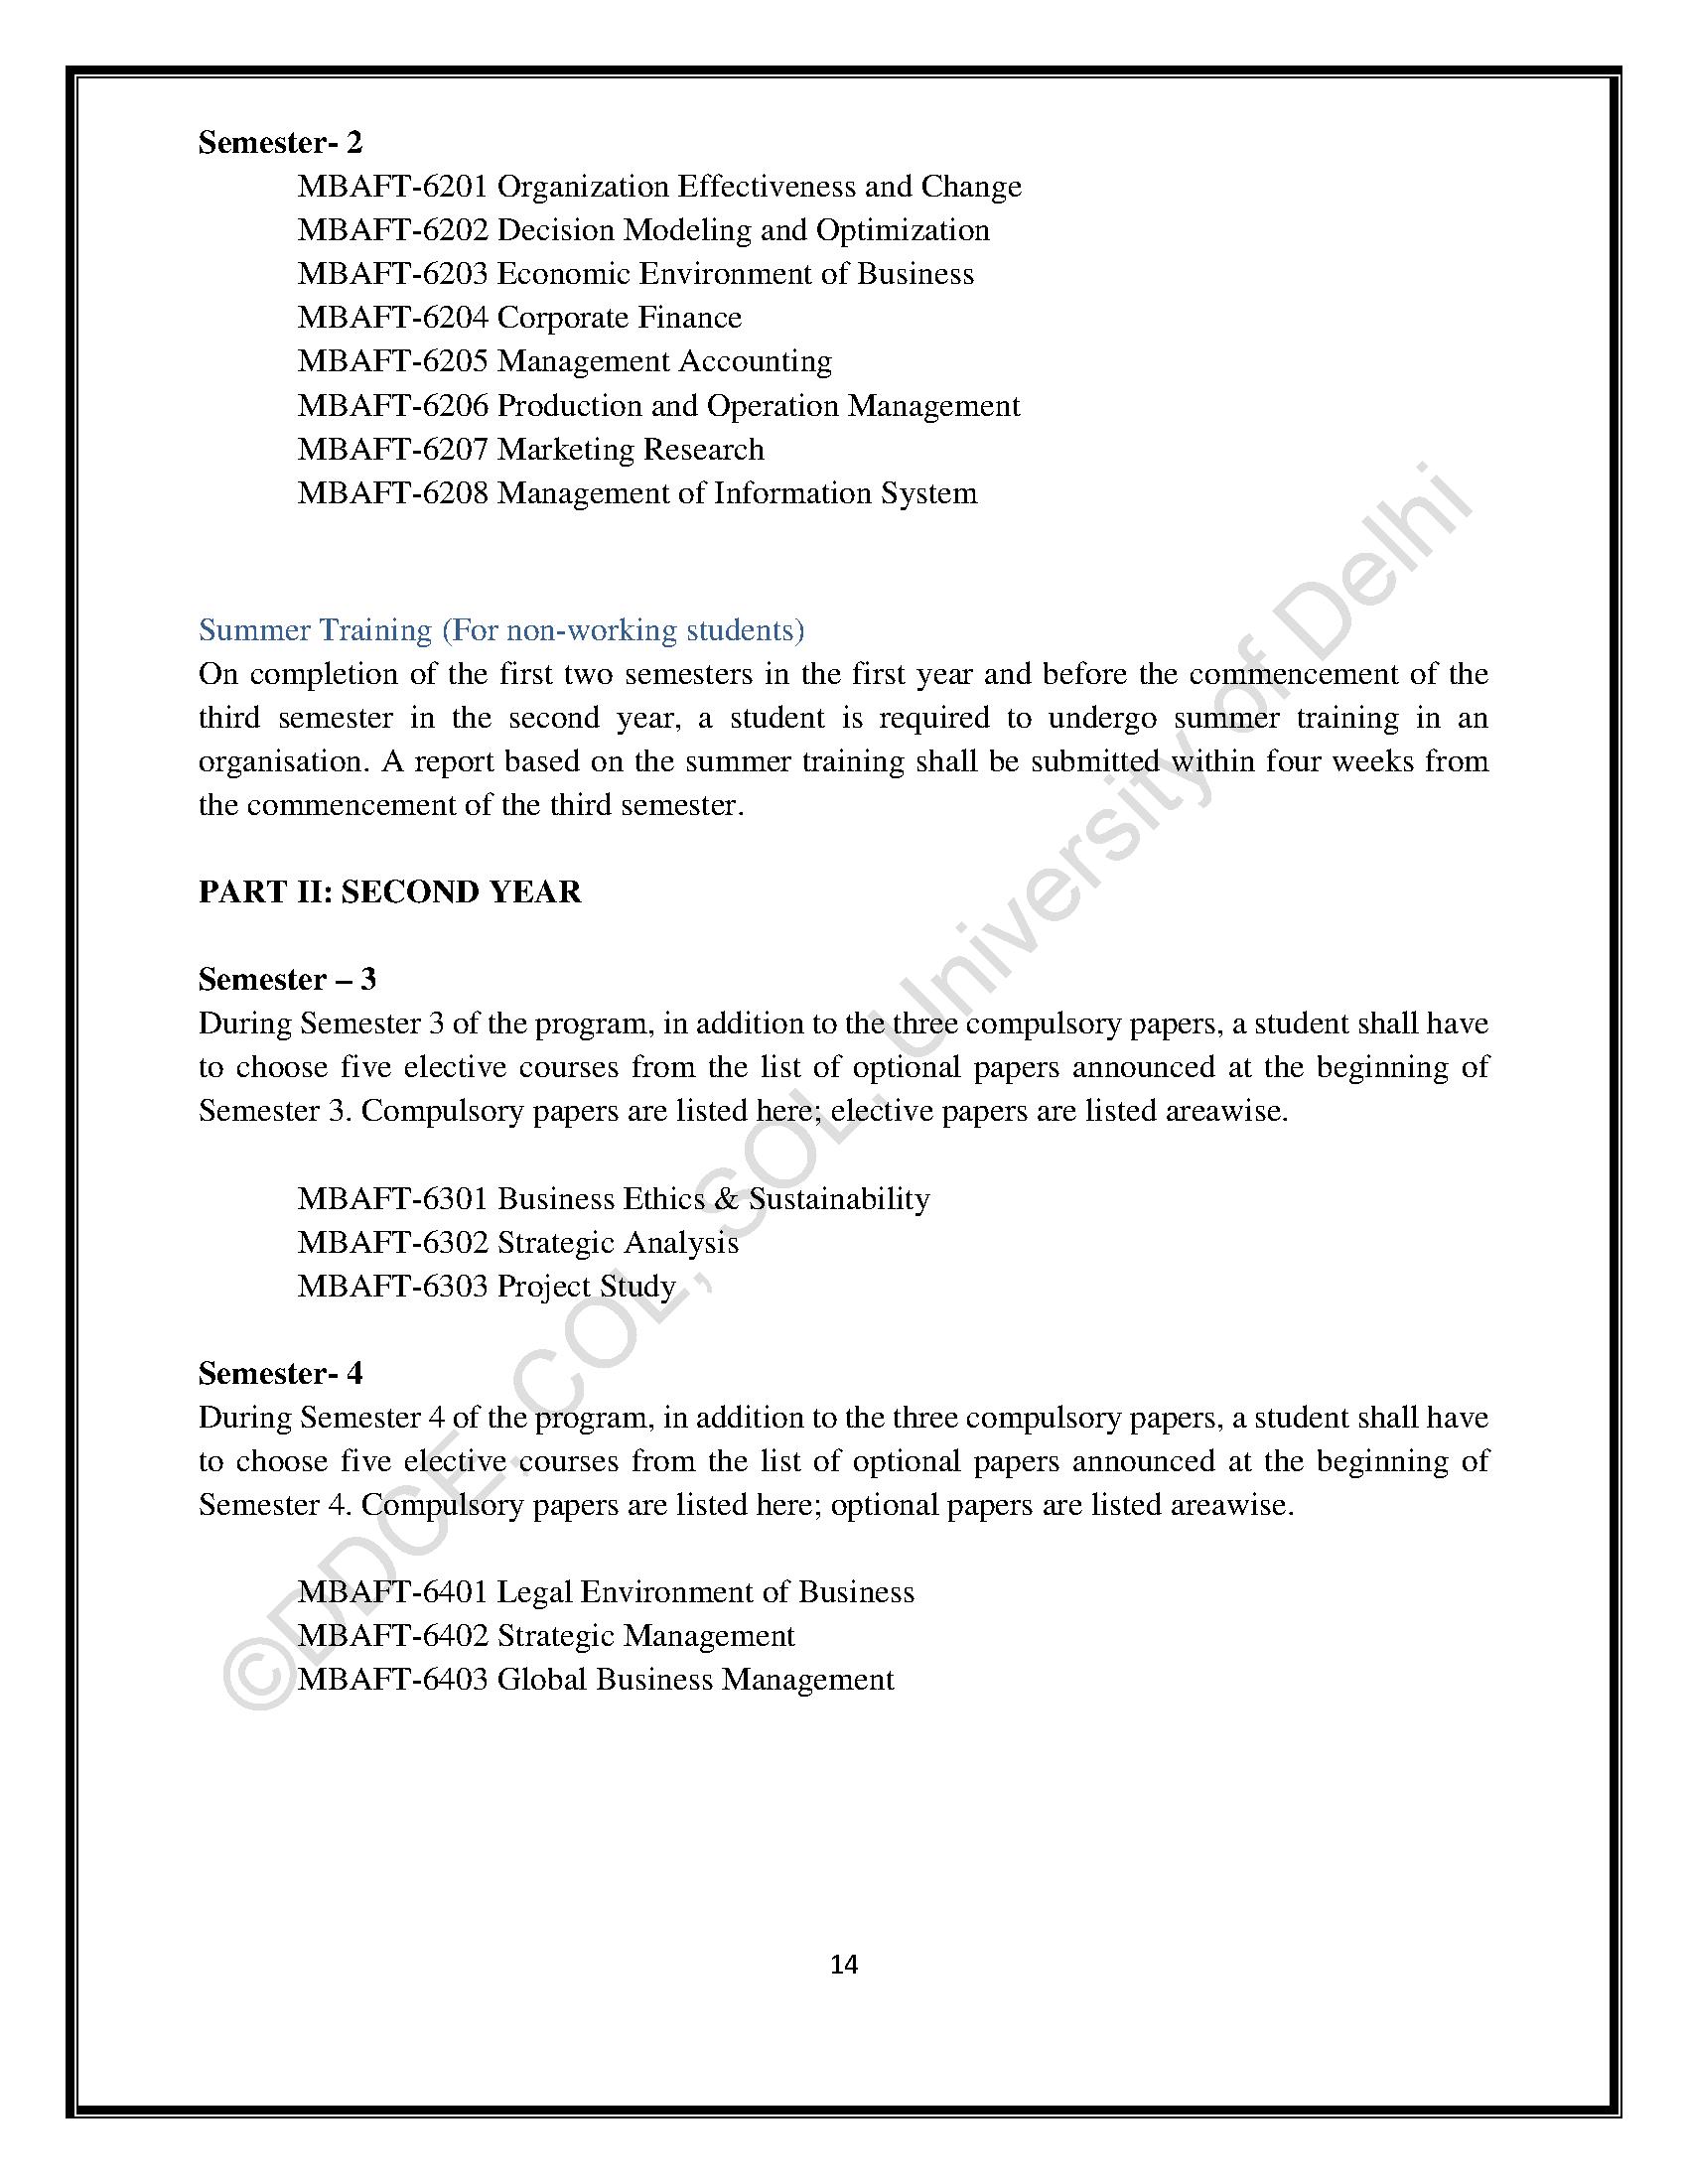 Semester- 2
MBAFT-6201 Organization Effectiveness and Change
MBAFT-6202 Decision Modeling and Optimization
MBAFT-6203 Economic Environment of Business
MBAFT-6204 Corporate Finance
MBAFT-6205 Management Accounting
MBAFT-6206 Production and Operation Management
MBAFT-6207 Marketing Research
MBAFT-6208 Management of Information System
Summer Training (For non-working students)
On completion of the first two semesters in the first year and before the commencement of the
third semester in the second year, a student is required to undergo summer training in an
organisation. A report based on the summer training shall be submitted within four weeks from
the commencement of the third semester.
PART II: SECOND YEAR
Semester – 3
During Semester 3 of the program, in addition to the three compulsory papers, a student shall have
to choose five elective courses from the list of optional papers announced at the beginning of
Semester 3. Compulsory papers are listed here; elective papers are listed areawise.
MBAFT-6301 Business Ethics & Sustainability
MBAFT-6302 Strategic Analysis
MBAFT-6303 Project Study
Semester- 4
During Semester 4 of the program, in addition to the three compulsory papers, a student shall have
to choose five elective courses from the list of optional papers announced at the beginning of
Semester 4. Compulsory papers are listed here; optional papers are listed areawise.
MBAFT-6401 Legal Environment of Business
MBAFT-6402 Strategic Management
MBAFT-6403 Global Business Management
©DDCE, COL, SOL, University of Delhi
14